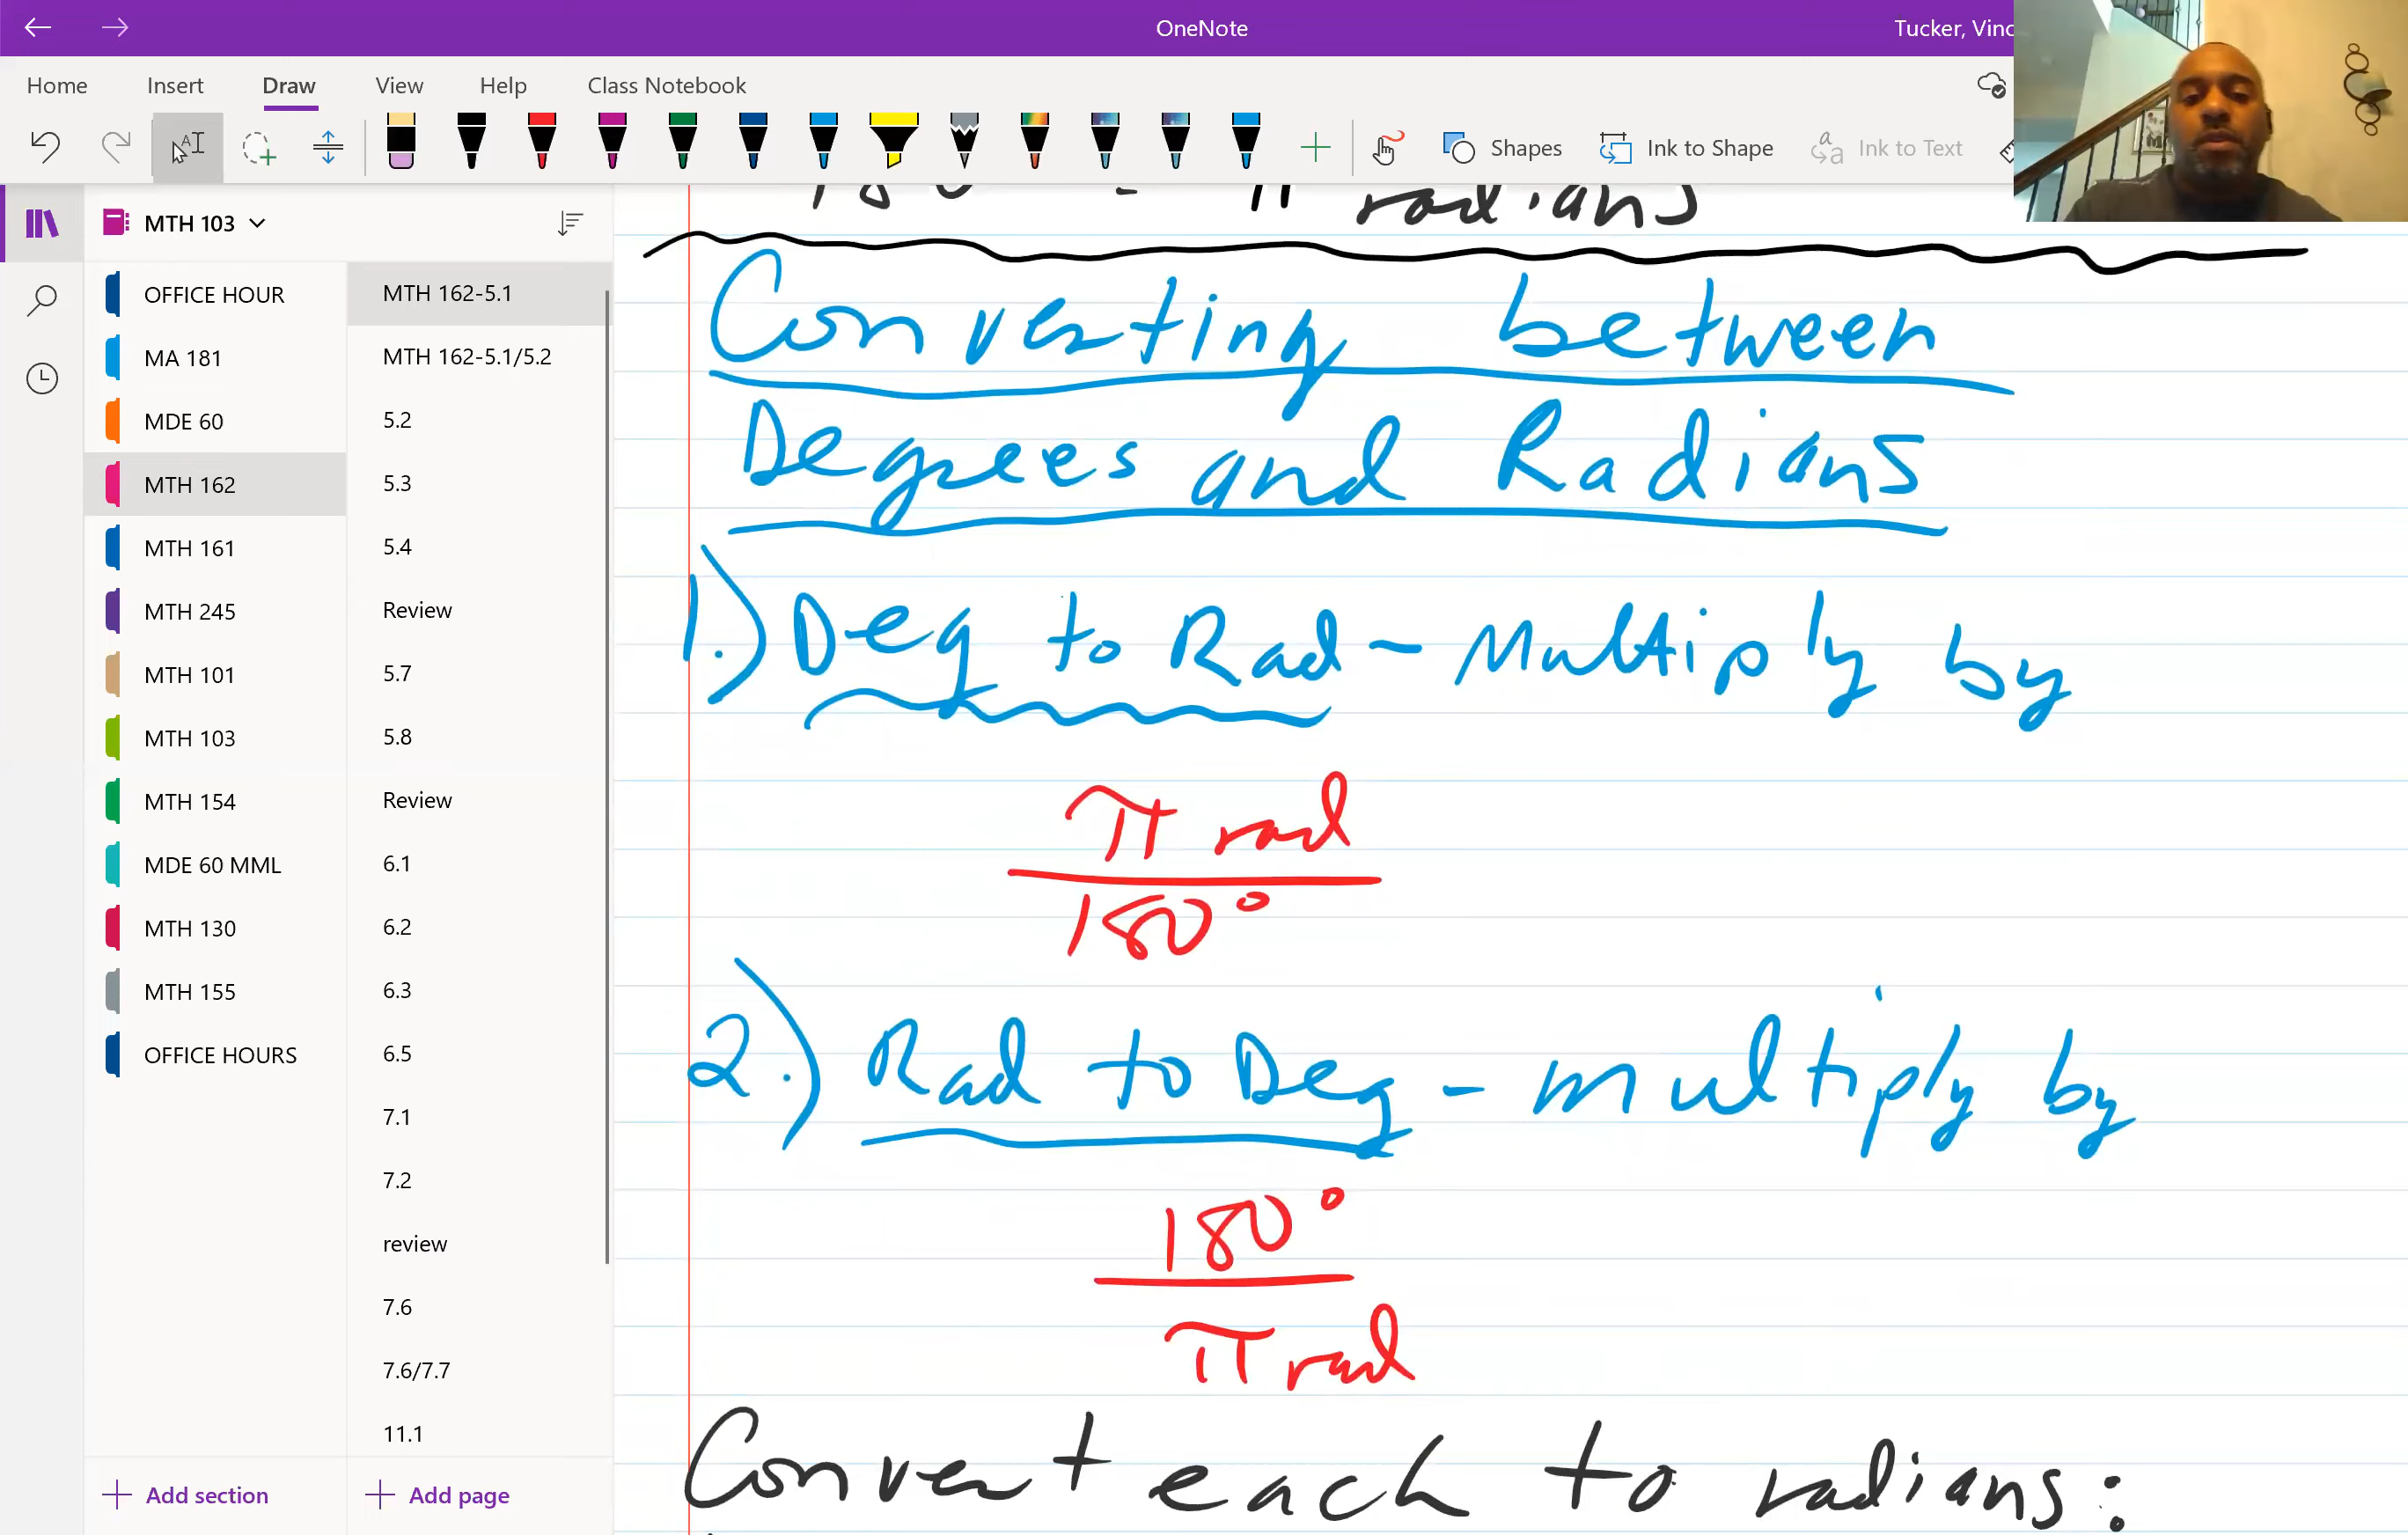 OneNote
Tucker, Vinc
Home Insert Draw View Help Class Notebook
Shapes Ink to Shape Ink to Text
MTH 103
OFFICE HOUR
MA 181
MDE 60
MTH 162
MTH 161
MTH 245
MTH 101
MTH 103
MTH 154
MDE 60 MML
MTH 130
MTH 155
OFFICE HOURS
Add section
MTH 162-5.1
MTH 162-5.1/5.2
5.2
5.3
5.4
Review
5.7
5.8
Review
6.1
6.2
6.3
6.5
7.1
7.2
review
7.6
7.6/7.7
11.1
Add page
180° = π radians
Converting between
Degrees and Radians
1.) Deg to Rad - Multiply by
π rad
180°
2.) Rad to Deg - multiply by
180°
π rad
Convert each to radians: